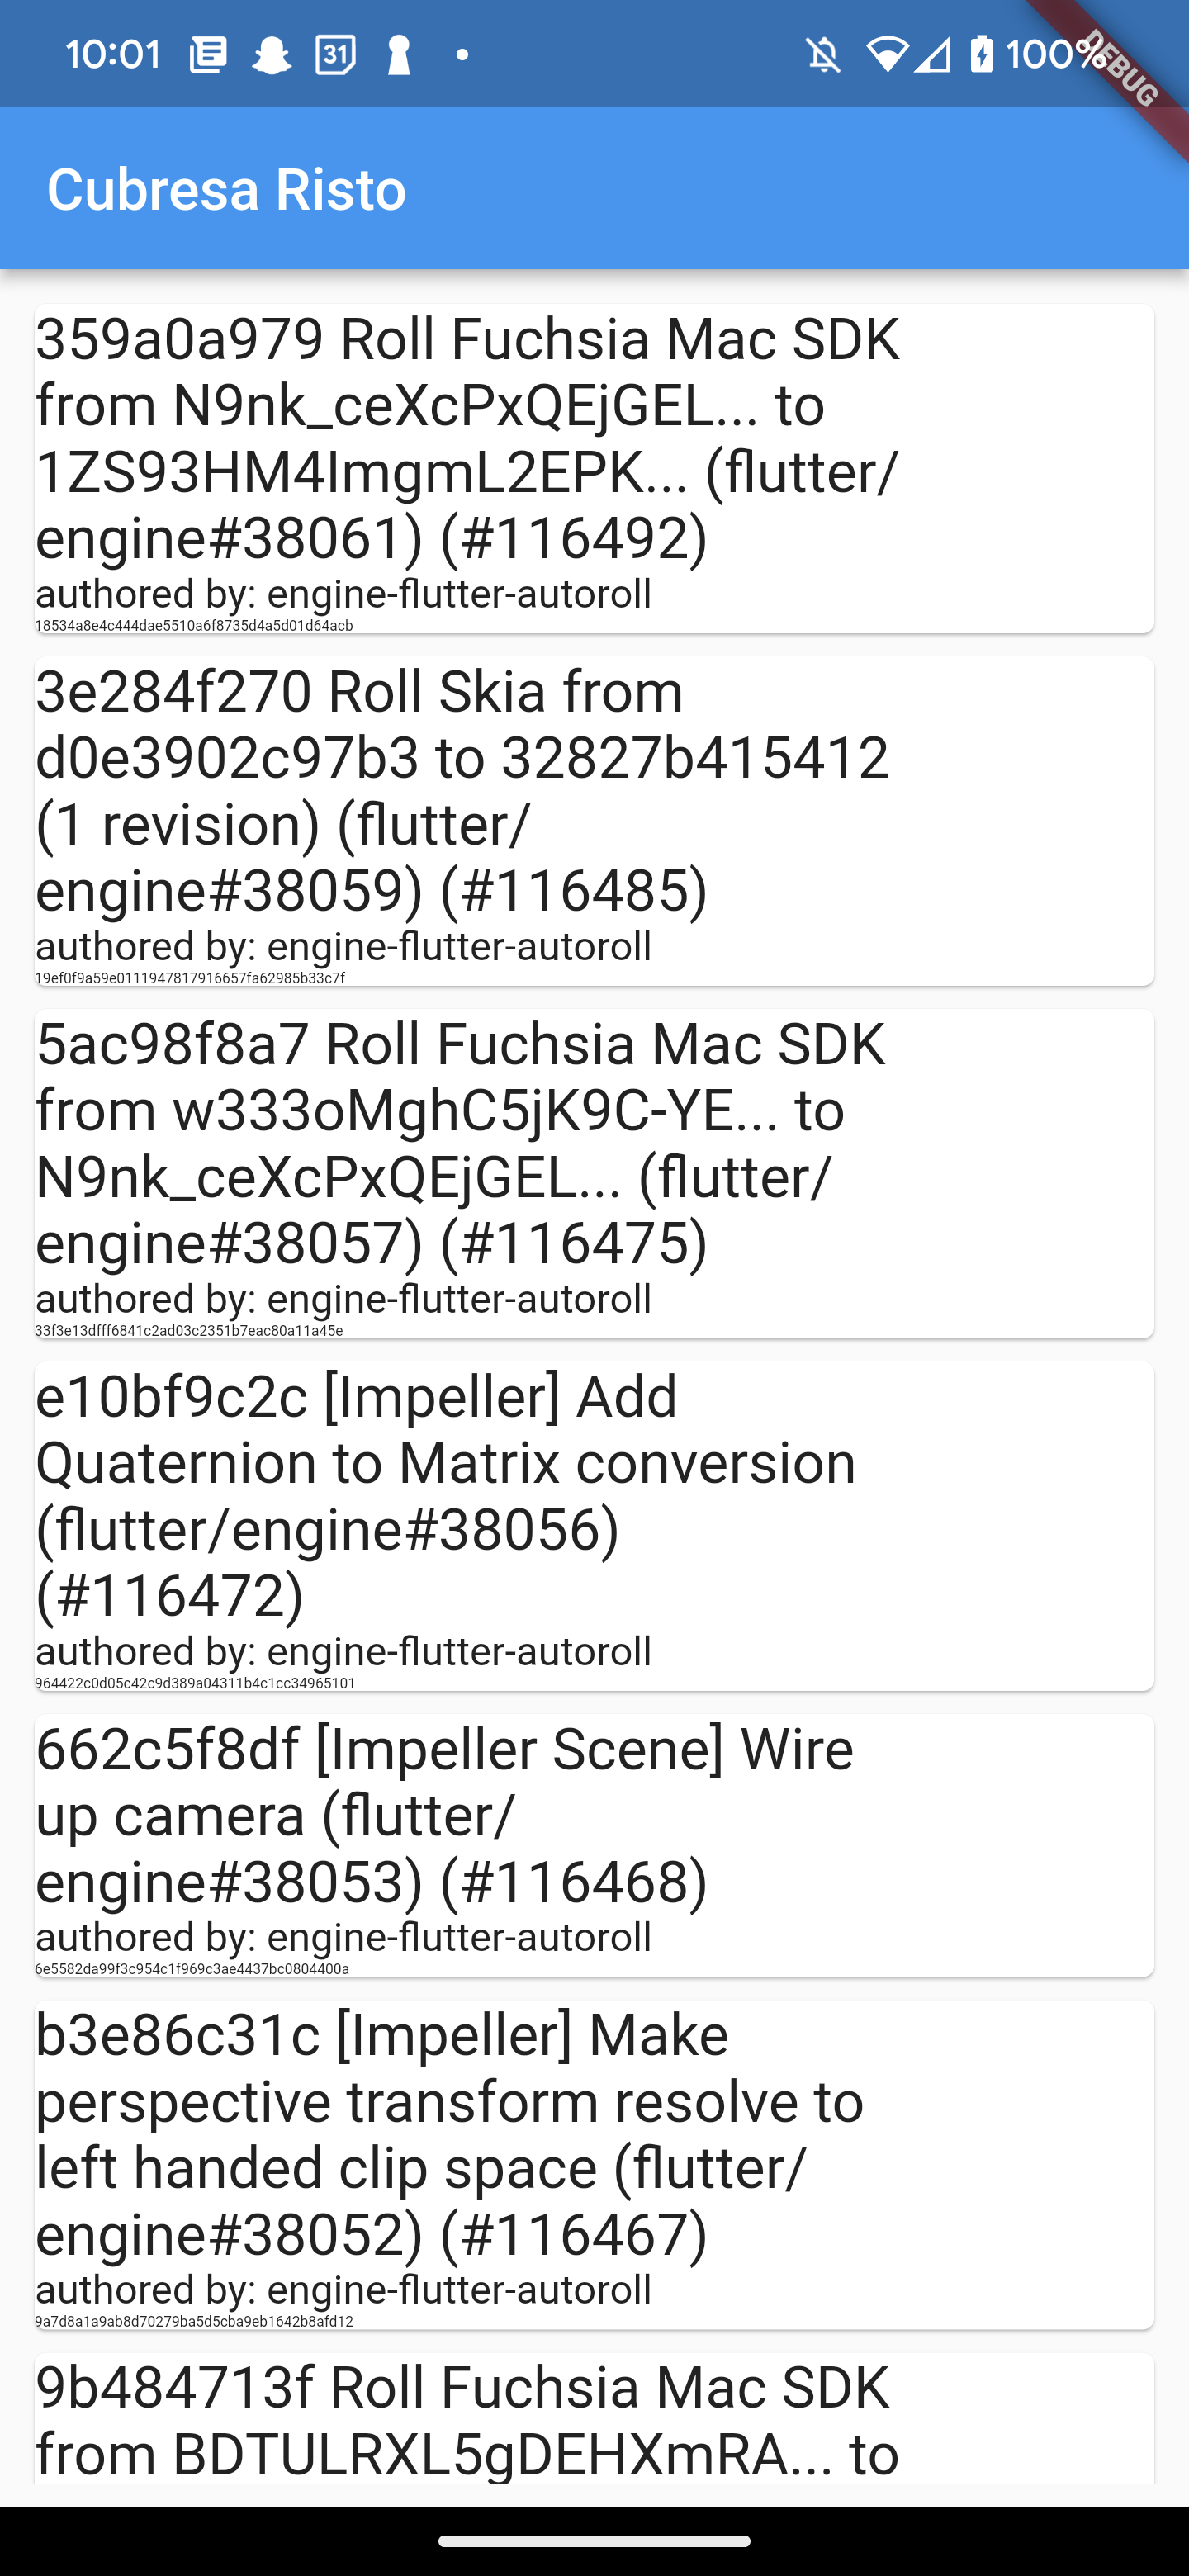 10:01
31
100%
DEBUG
Cubresa Risto
359a0a979 Roll Fuchsia Mac SDK
from N9nk_ceXcPxQEjGEL... to
1ZS93HM4ImgmL2EPK... (flutter/
engine#38061) (#116492)
authored by: engine-flutter-autoroll
18534a8e4c444dae5510a6f8735d4a5d01d64acb
3e284f270 Roll Skia from
d0e3902c97b3 to 32827b415412
(1 revision) (flutter/
engine#38059) (#116485)
authored by: engine-flutter-autoroll
19ef0f9a59e0111947817916657fa62985b33c7f
5ac98f8a7 Roll Fuchsia Mac SDK
from w333oMghC5jK9C-YE... to
N9nk_ceXcPxQEjGEL... (flutter/
engine#38057) (#116475)
authored by: engine-flutter-autoroll
33f3e13dfff6841c2ad03c2351b7eac80a11a45e
e10bf9c2c [Impeller] Add
Quaternion to Matrix conversion
(flutter/engine#38056)
(#116472)
authored by: engine-flutter-autoroll
964422c0d05c42c9d389a04311b4c1cc34965101
662c5f8df [Impeller Scene] Wire
up camera (flutter/
engine#38053) (#116468)
authored by: engine-flutter-autoroll
6e5582da99f3c954c1f969c3ae4437bc0804400a
b3e86c31c [Impeller] Make
perspective transform resolve to
left handed clip space (flutter/
engine#38052) (#116467)
authored by: engine-flutter-autoroll
9a7d8a1a9ab8d70279ba5d5cba9eb1642b8afd12
9b484713f Roll Fuchsia Mac SDK
from BDTULRXL5gDEHXmRA... to